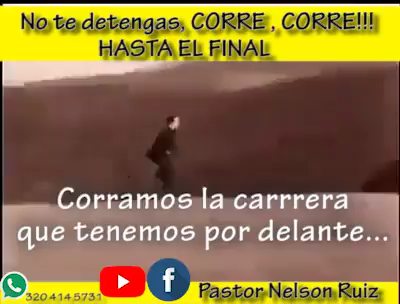 No te detengas, CORRE , CORRE!!!
HASTA EL FINAL
Corramos la carrrera
que tenemos por delante...
320 414 5731
Pastor Nelson Ruiz